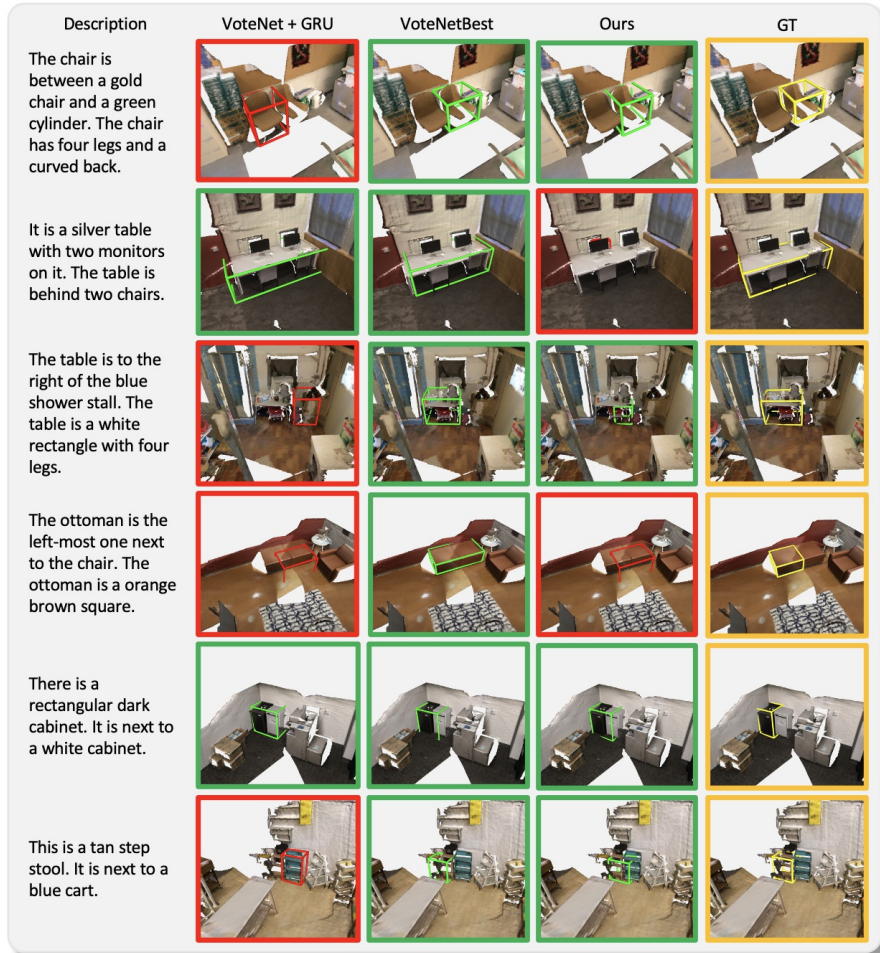 Description VoteNet + GRU VoteNetBest Ours GT
The chair is
between a gold
chair and a green
cylinder. The chair
has four legs and a
curved back.
It is a silver table
with two monitors
on it. The table is
behind two chairs.
The table is to the
right of the blue
shower stall. The
table is a white
rectangle with four
legs.
The ottoman is the
left-most one next
to the chair. The
ottoman is a orange
brown square.
There is a
rectangular dark
cabinet. It is next to
a white cabinet.
This is a tan step
stool. It is next to a
blue cart.